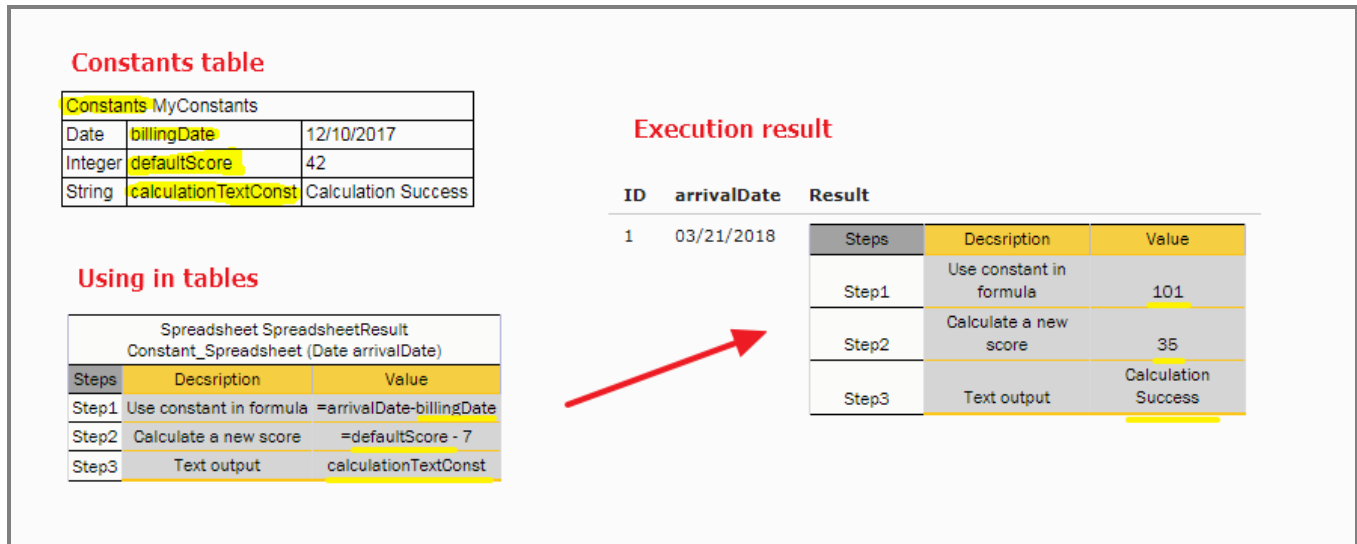 Constants table
Constants MyConstants
Date billingDate 12/10/2017
Integer defaultScore 42
String calculationTextConst Calculation Success
Using in tables
Spreadsheet SpreadsheetResult
Constant_Spreadsheet (Date arrivalDate)
Steps Decsription Value
Step1 Use constant in formula =arrivalDate-billingDate
Step2 Calculate a new score =defaultScore - 7
Step3 Text output calculationTextConst
Execution result
ID arrivalDate Result
1 03/21/2018
Steps Decsription Value
Use constant in
Step1 formula 101
Calculate a new
Step2 score 35
Calculation
Step3 Text output Success